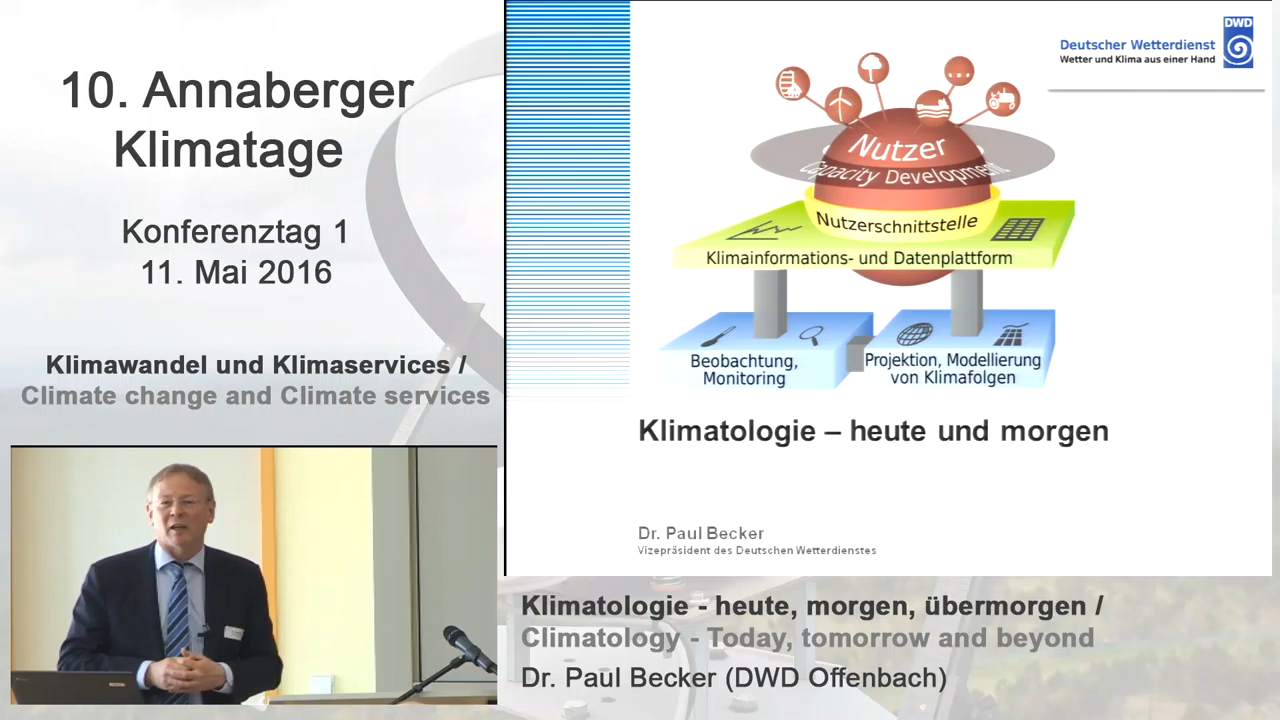 10. Annaberger
Klimatage
Konferenztag 1
11. Mai 2016
Klimawandel und Klimaservices /
Climate change and Climate services
DWD
Deutscher Wetterdienst
Wetter und Klima aus einer Hand
Nutzer
Capacity Development
Nutzerschnittstelle
Klimainformations- und Datenplattform
Beobachtung,
Monitoring
Projektion, Modellierung
von Klimafolgen
Klimatologie – heute und morgen
Dr. Paul Becker
Vizepräsident des Deutschen Wetterdienstes
Klimatologie - heute, morgen, übermorgen /
Climatology - Today, tomorrow and beyond
Dr. Paul Becker (DWD Offenbach)